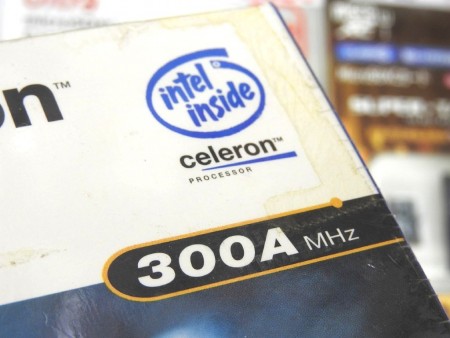 on™
intel
inside
celeron™
PROCESSOR
300A MHz